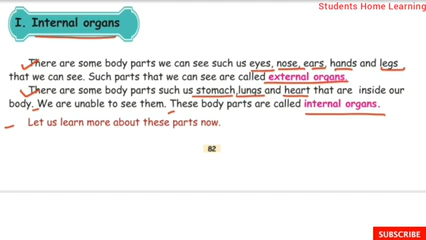 Students Home Learning
I. Internal organs
There are some body parts we can see such us eyes, nose, ears, hands and legs
that we can see. Such parts that we can see are called external organs.
There are some body parts such us stomach, lungs and heart that are inside our
body. We are unable to see them. These body parts are called internal organs.
Let us learn more about these parts now.
82
SUBSCRIBE